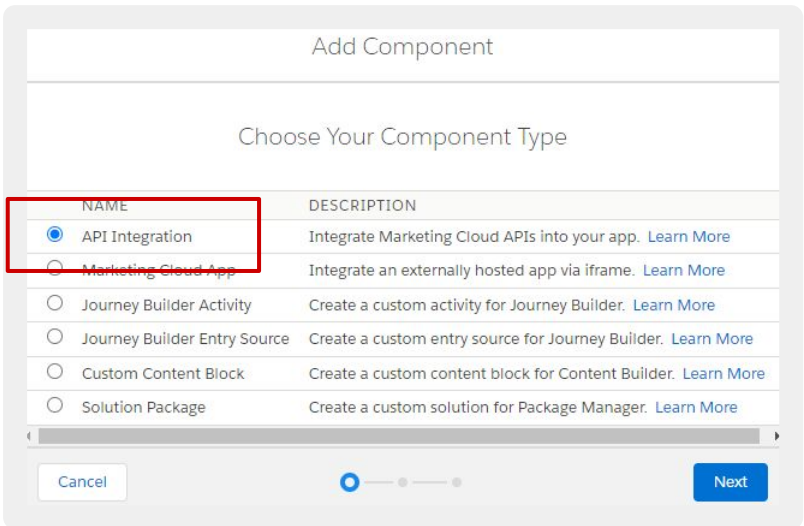 Add Component
Choose Your Component Type
NAME DESCRIPTION
API Integration Integrate Marketing Cloud APIs into your app. Learn More
Marketing Cloud App Integrate an externally hosted app via iframe. Learn More
Journey Builder Activity Create a custom activity for Journey Builder. Learn More
Journey Builder Entry Source Create a custom entry source for Journey Builder. Learn More
Custom Content Block Create a custom content block for Content Builder. Learn More
Solution Package Create a custom solution for Package Manager. Learn More
Cancel Next